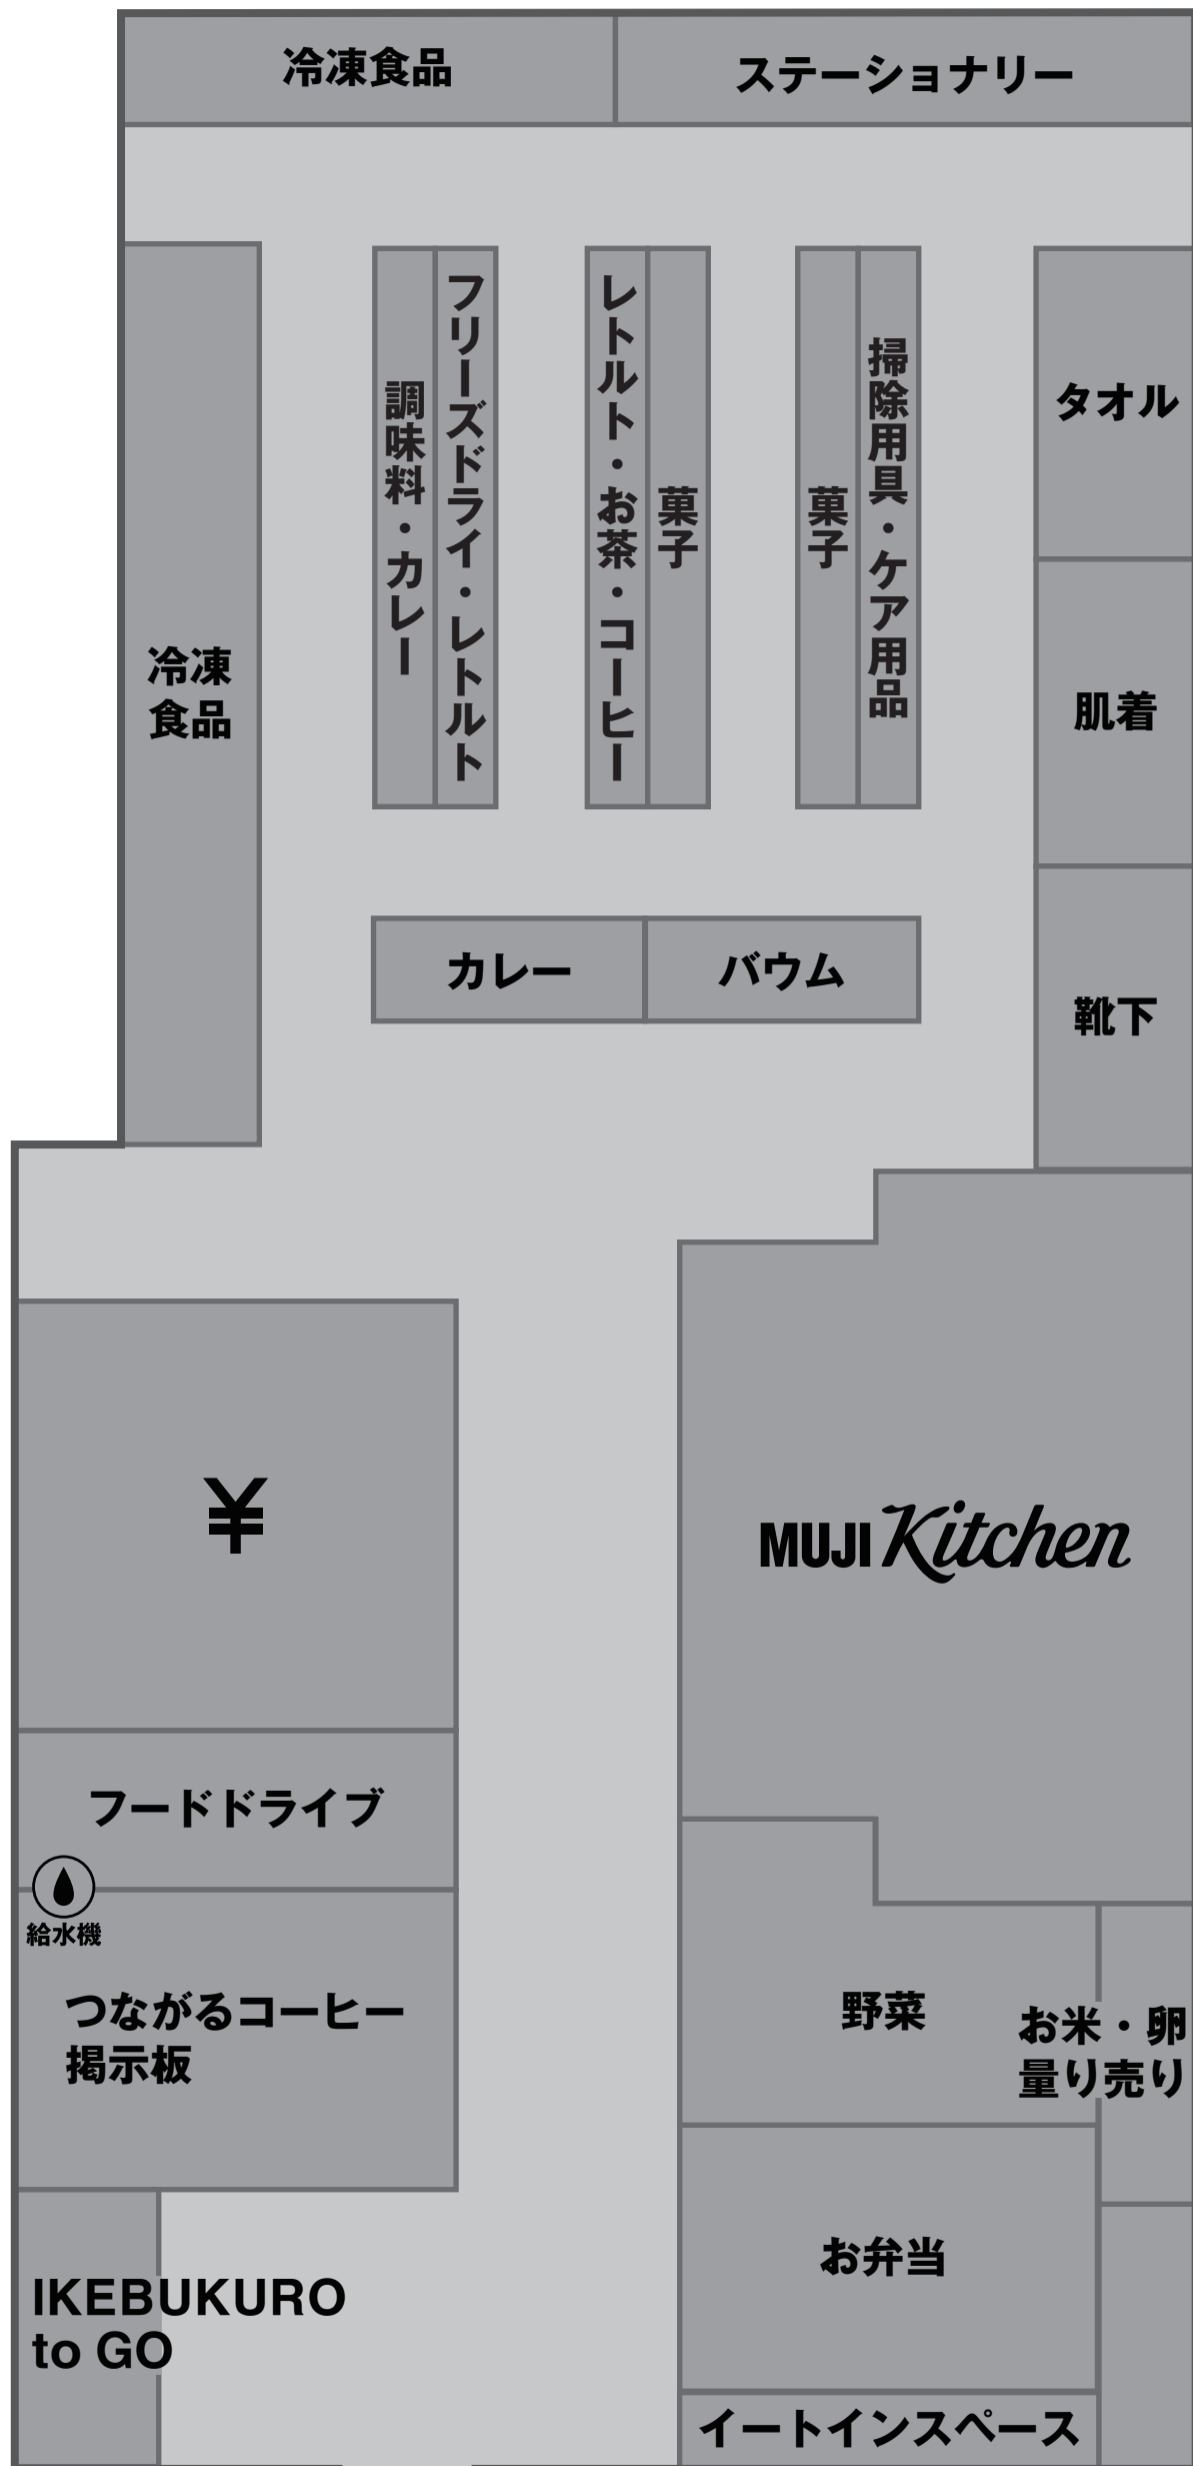 冷凍食品
ステーショナリー
冷凍
食品
調味料・カレー
フリーズドライ・レトルト
レトルト・お茶・コーヒー
菓子
菓子
掃除用具・ケア用品
タオル
肌着
靴下
カレー
バウム
¥
MUJI Kitchen
フードドライブ
給水機
つながるコーヒー
掲示板
野菜
お米・卵
量り売り
IKEBUKURO
to GO
お弁当
イートインスペース